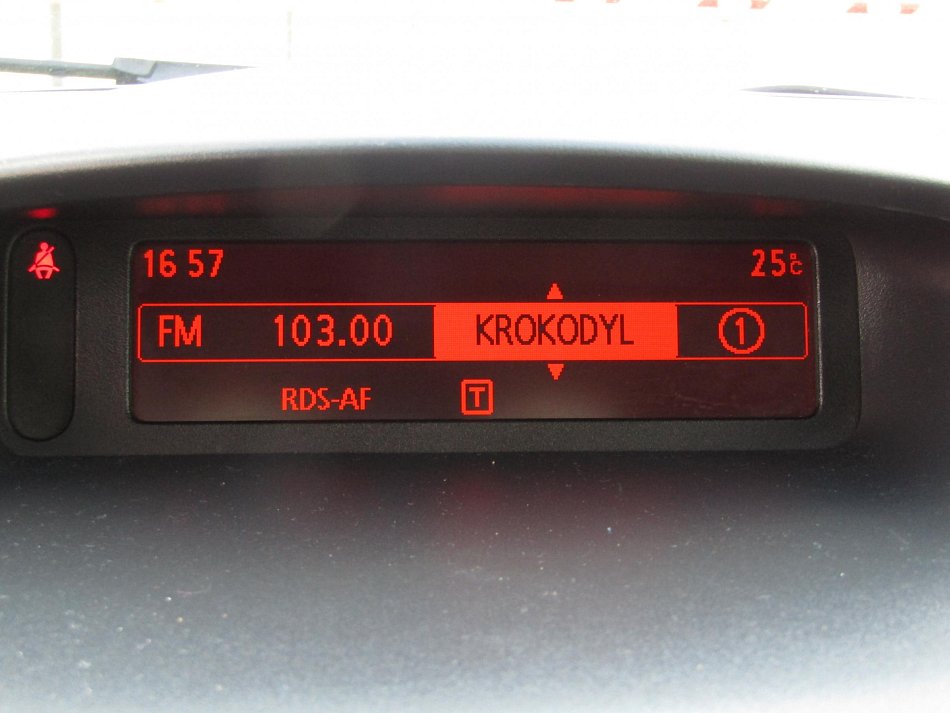 16 57 25°C
FM 103.00 KROKODYL 1
RDS-AF T